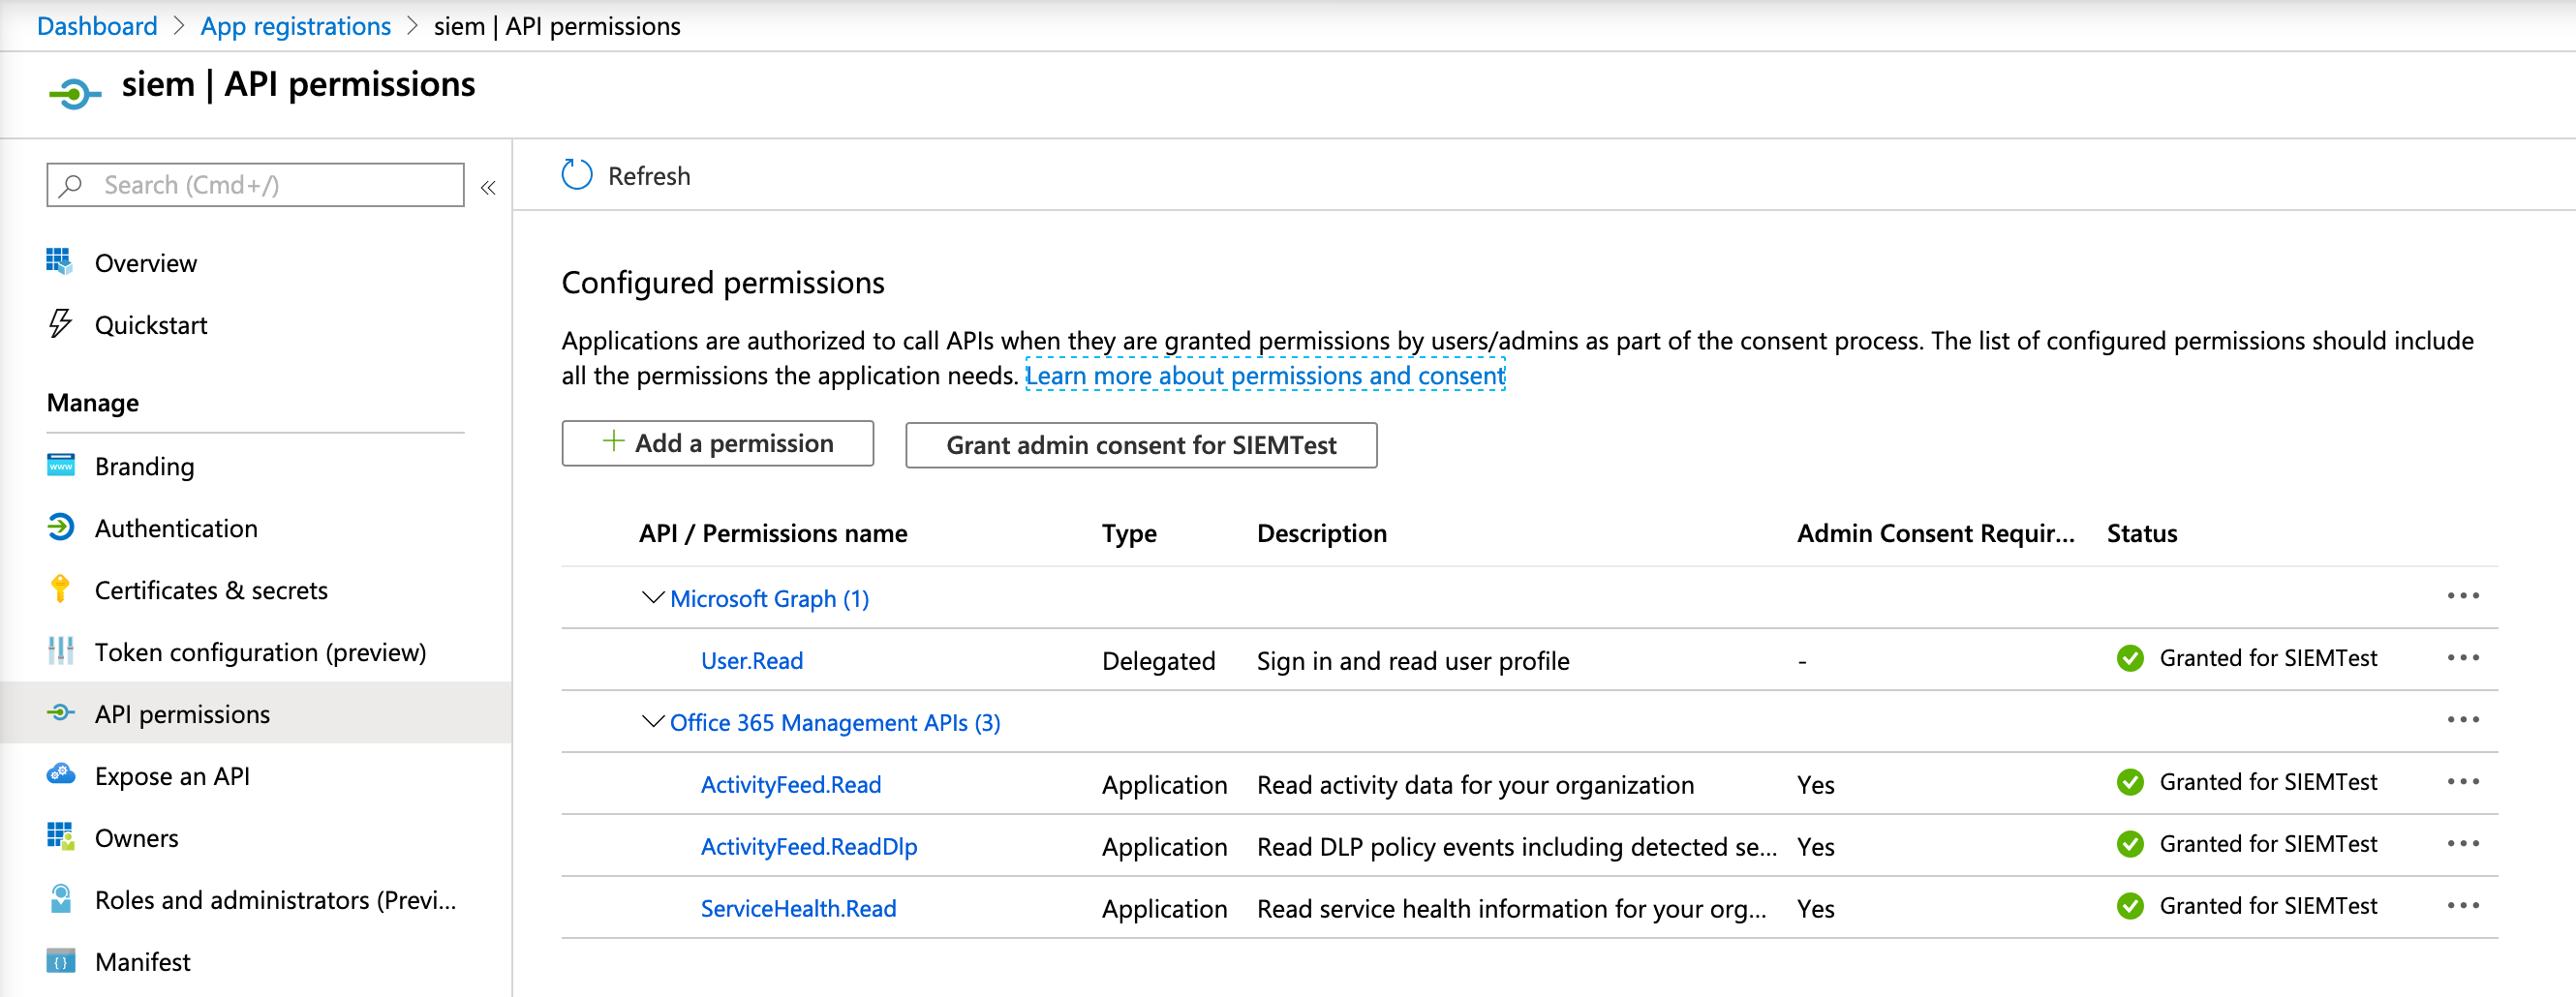 Dashboard > App registrations > siem | API permissions
siem | API permissions
Search (Cmd+/)
«
Refresh
Overview
Quickstart
Manage
Branding
Authentication
Certificates & secrets
Token configuration (preview)
API permissions
Expose an API
Owners
Roles and administrators (Previ...
Manifest
Configured permissions
Applications are authorized to call APIs when they are granted permissions by users/admins as part of the consent process. The list of configured permissions should include
all the permissions the application needs. Learn more about permissions and consent
+ Add a permission
Grant admin consent for SIEMTest
API / Permissions name Type Description Admin Consent Requir... Status
Microsoft Graph (1) ...
User.Read Delegated Sign in and read user profile - Granted for SIEMTest ...
Office 365 Management APIs (3) ...
ActivityFeed.Read Application Read activity data for your organization Yes Granted for SIEMTest ...
ActivityFeed.ReadDlp Application Read DLP policy events including detected se... Yes Granted for SIEMTest ...
ServiceHealth.Read Application Read service health information for your org... Yes Granted for SIEMTest ...